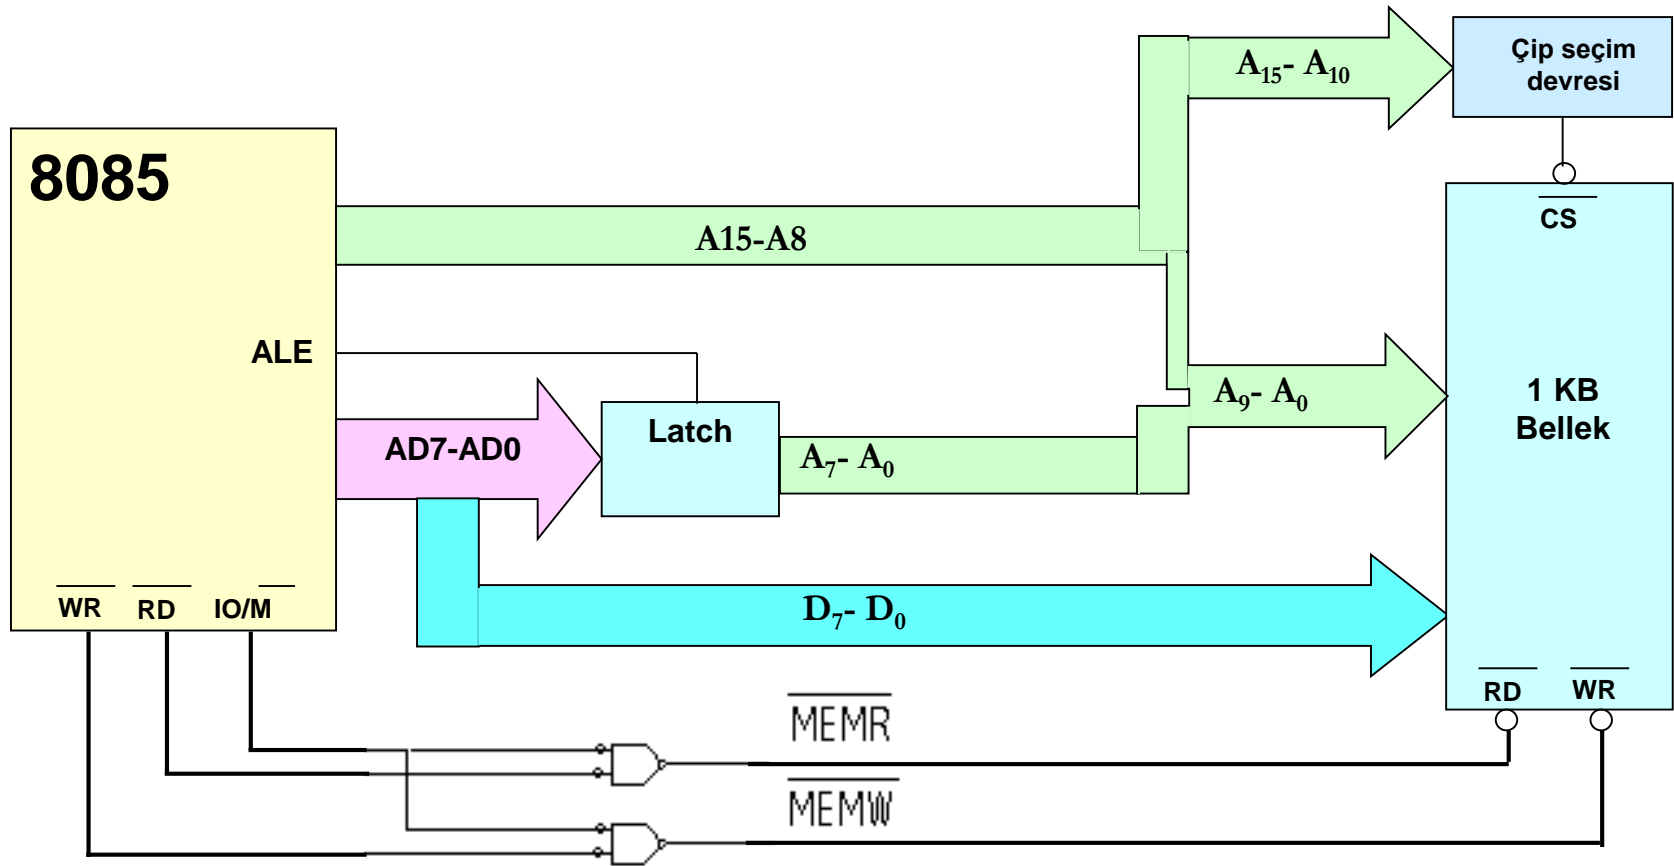 A₁₅- A₁₀
Çip seçim
devresi
8085
CS
A15-A8
ALE
AD7-AD0
Latch
A₇- A₀
A₉- A₀
1 KB
Bellek
WR RD IO/M
D₇- D₀
RD WR
MEMR
MEMW